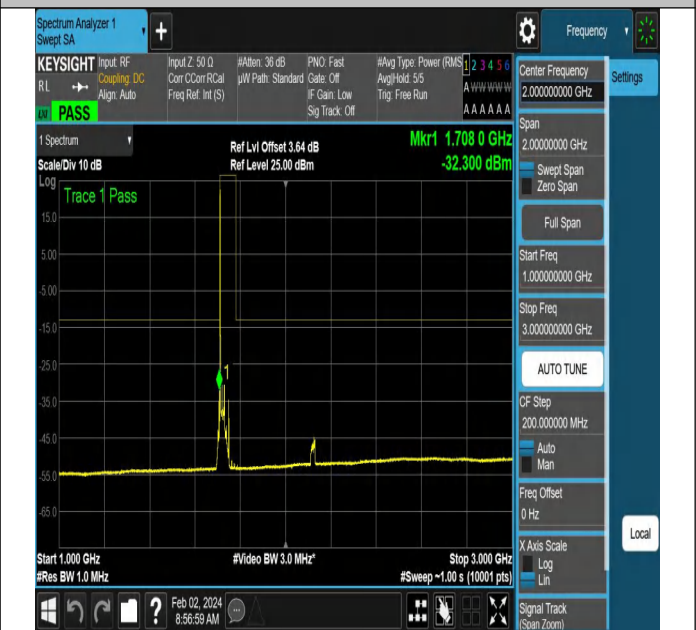 Spectrum Analyzer 1
Swept SA
Frequency
KEYSIGHT
RL
PASS
Input: RF
Coupling: DC
Align: Auto
Input Z: 50 Ω
Corr CCorr RCal
Freq Ref: Int (S)
#Atten: 36 dB
µW Path: Standard
PNO: Fast
Gate: Off
IF Gain: Low
Sig Track: Off
#Avg Type: Power (RMS
Avg|Hold: 5/5
Trig: Free Run
1 2 3 4 5 6
A W W W W W
A A A A A A
1 Spectrum
Scale/Div 10 dB
Ref Lvl Offset 3.64 dB
Ref Level 25.00 dBm
Mkr1 1.708 0 GHz
-32.300 dBm
Log
Trace 1 Pass
15.0
5.00
-5.00
-15.0
-25.0
-35.0
-45.0
-55.0
-65.0
1
Start 1.000 GHz
#Res BW 1.0 MHz
#Video BW 3.0 MHz*
Stop 3.000 GHz
#Sweep ~1.00 s (10001 pts)
Feb 02, 2024
8:56:59 AM
Center Frequency
2.000000000 GHz
Settings
Span
2.00000000 GHz
Swept Span
Zero Span
Full Span
Start Freq
1.000000000 GHz
Stop Freq
3.000000000 GHz
AUTO TUNE
CF Step
200.000000 MHz
Auto
Man
Freq Offset
0 Hz
Local
X Axis Scale
Log
Lin
Signal Track
(Span Zoom)